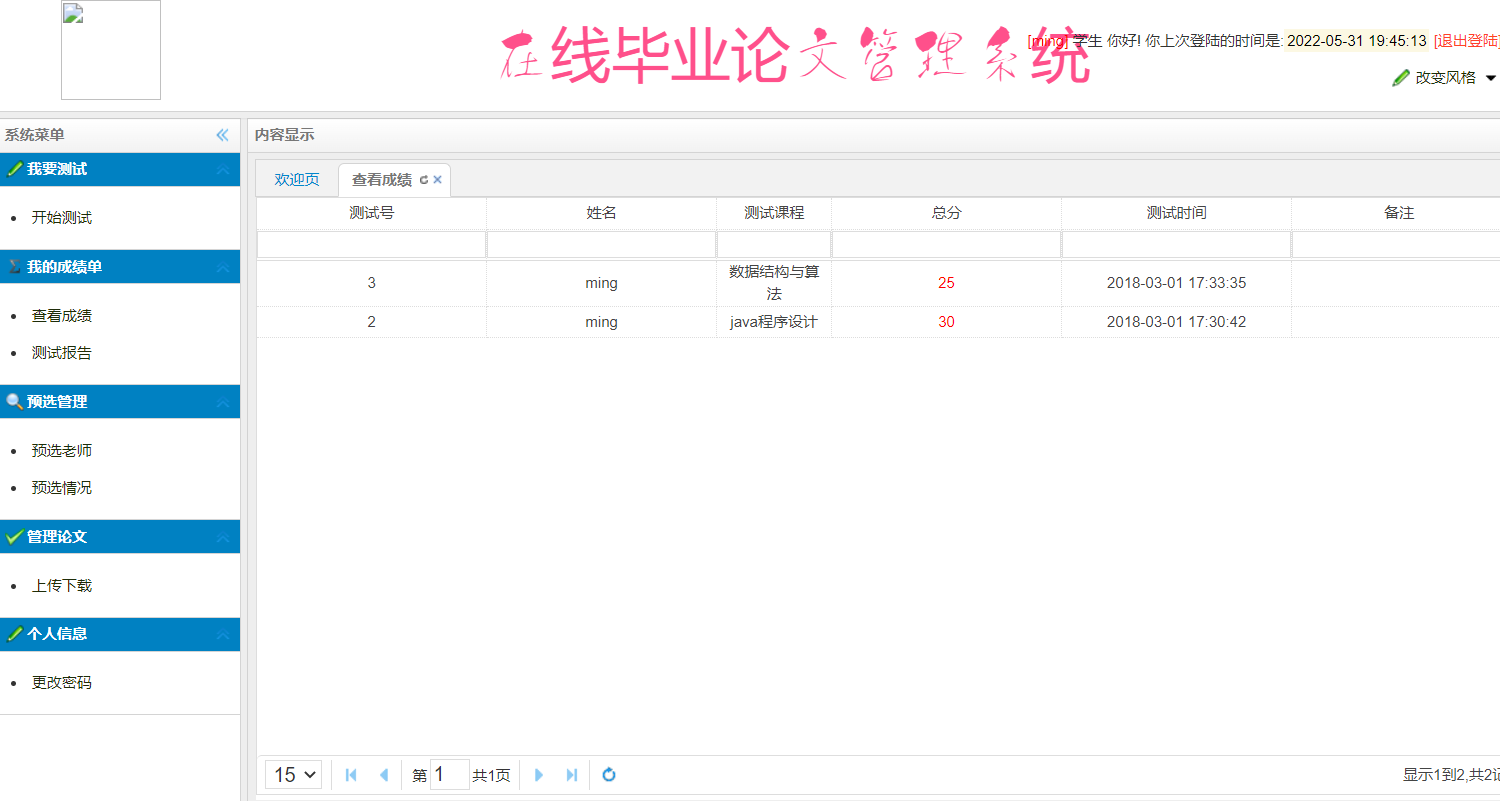 在线毕业论文管理系统
[ming] 学生 你好! 你上次登陆的时间是: 2022-05-31 19:45:13 [退出登陆]
改变风格
系统菜单
内容显示
我要测试
开始测试
我的成绩单
查看成绩
测试报告
预选管理
预选老师
预选情况
管理论文
上传下载
个人信息
更改密码
欢迎页 查看成绩
测试号 姓名 测试课程 总分 测试时间 备注
3 ming 数据结构与算法 25 2018-03-01 17:33:35
2 ming java程序设计 30 2018-03-01 17:30:42
15 第 1 共1页 显示1到2,共2